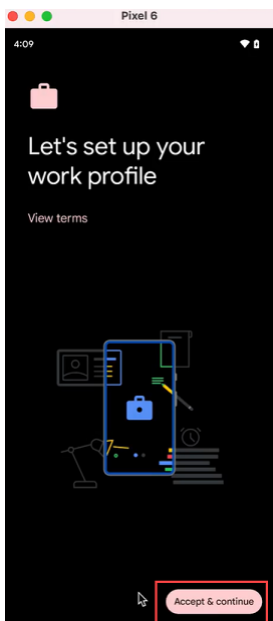 Pixel 6
4:09
Let's set up your
work profile
View terms
Accept & continue